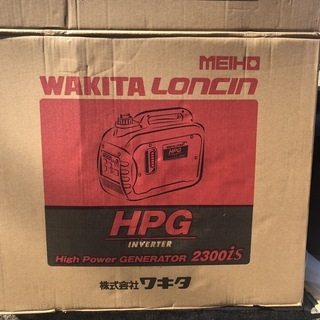 MEIHO
WAKITA LONCIN
HPG
HPG
INVERTER
High Power GENERATOR 2300is
株式会社 ワキタ